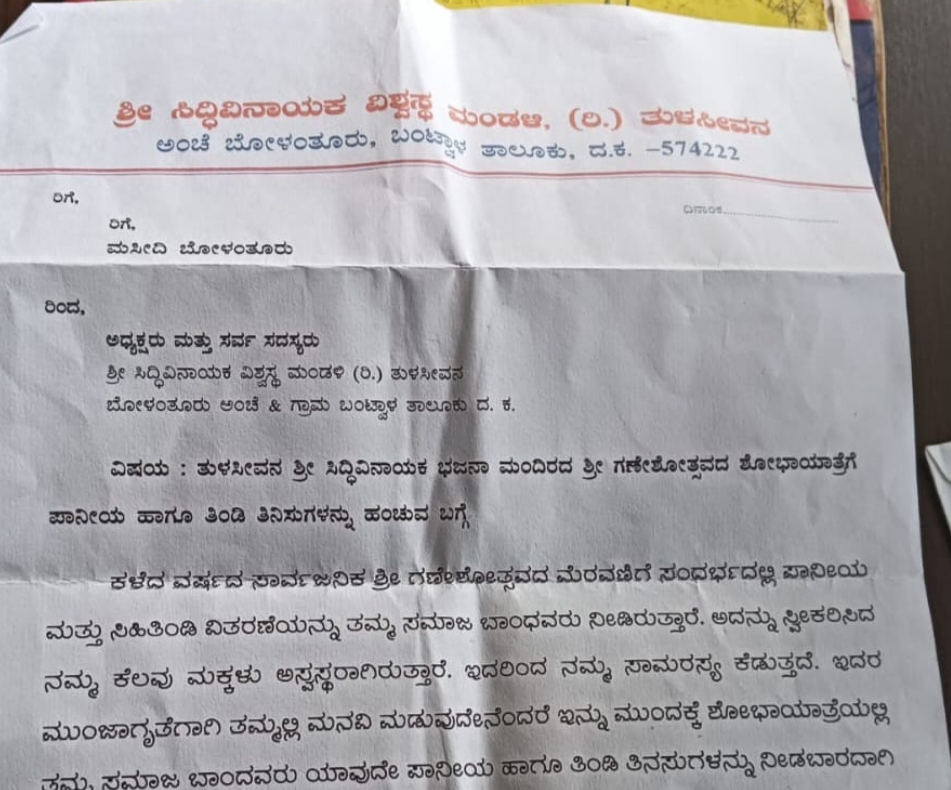 ಶ್ರೀ ಸಿದ್ಧಿವಿನಾಯಕ ವಿಶ್ವಸ್ಥ ಮಂಡಳಿ, (ರಿ.) ತುಳಸೀವನ
ಅಂಚೆ ಬೋಳಂತೂರು, ಬಂಟ್ವಾಳ ತಾಲೂಕು, ದ.ಕ. -574222
ರಿಗೆ,
ದಿನಾಂಕ....................
ರಿಗೆ,
ಮಸೀದಿ ಬೋಳಂತೂರು
ರಿಂದ,
ಅಧ್ಯಕ್ಷರು ಮತ್ತು ಸರ್ವ ಸದಸ್ಯರು
ಶ್ರೀ ಸಿದ್ಧಿವಿನಾಯಕ ವಿಶ್ವಸ್ಥ ಮಂಡಳಿ (ರಿ.) ತುಳಸೀವನ
ಬೋಳಂತೂರು ಅಂಚೆ & ಗ್ರಾಮ ಬಂಟ್ವಾಳ ತಾಲೂಕು ದ. ಕ.
ವಿಷಯ : ತುಳಸೀವನ ಶ್ರೀ ಸಿದ್ಧಿವಿನಾಯಕ ಭಜನಾ ಮಂದಿರದ ಶ್ರೀ ಗಣೇಶೋತ್ಸವದ ಶೋಭಾಯಾತ್ರೆಗೆ
ಪಾನೀಯ ಹಾಗೂ ತಿಂಡಿ ತಿನಿಸುಗಳನ್ನು ಹಂಚುವ ಬಗ್ಗೆ
ಕಳೆದ ವರ್ಷದ ಸಾರ್ವಜನಿಕ ಶ್ರೀ ಗಣೇಶೋತ್ಸವದ ಮೆರವಣಿಗೆ ಸಂದರ್ಭದಲ್ಲಿ ಪಾನೀಯ
ಮತ್ತು ಸಿಹಿತಿಂಡಿ ವಿತರಣೆಯನ್ನು ತಮ್ಮ ಸಮಾಜ ಬಾಂಧವರು ನೀಡಿರುತ್ತಾರೆ. ಅದನ್ನು ಸ್ವೀಕರಿಸಿದ
ನಮ್ಮ ಕೆಲವು ಮಕ್ಕಳು ಅಸ್ವಸ್ಥರಾಗಿರುತ್ತಾರೆ. ಇದರಿಂದ ನಮ್ಮ ಸಾಮರಸ್ಯ ಕೆಡುತ್ತದೆ. ಇದರ
ಮುಂಜಾಗೃತೆಗಾಗಿ ತಮ್ಮಲ್ಲಿ ಮನವಿ ಮಡುವುದೇನೆಂದರೆ ಇನ್ನು ಮುಂದಕ್ಕೆ ಶೋಭಾಯಾತ್ರೆಯಲ್ಲಿ
ತಮ್ಮ ಸಮಾಜ ಬಾಂದವರು ಯಾವುದೇ ಪಾನೀಯ ಹಾಗೂ ತಿಂಡಿ ತಿನಸುಗಳನ್ನು ನೀಡಬಾರದಾಗಿ